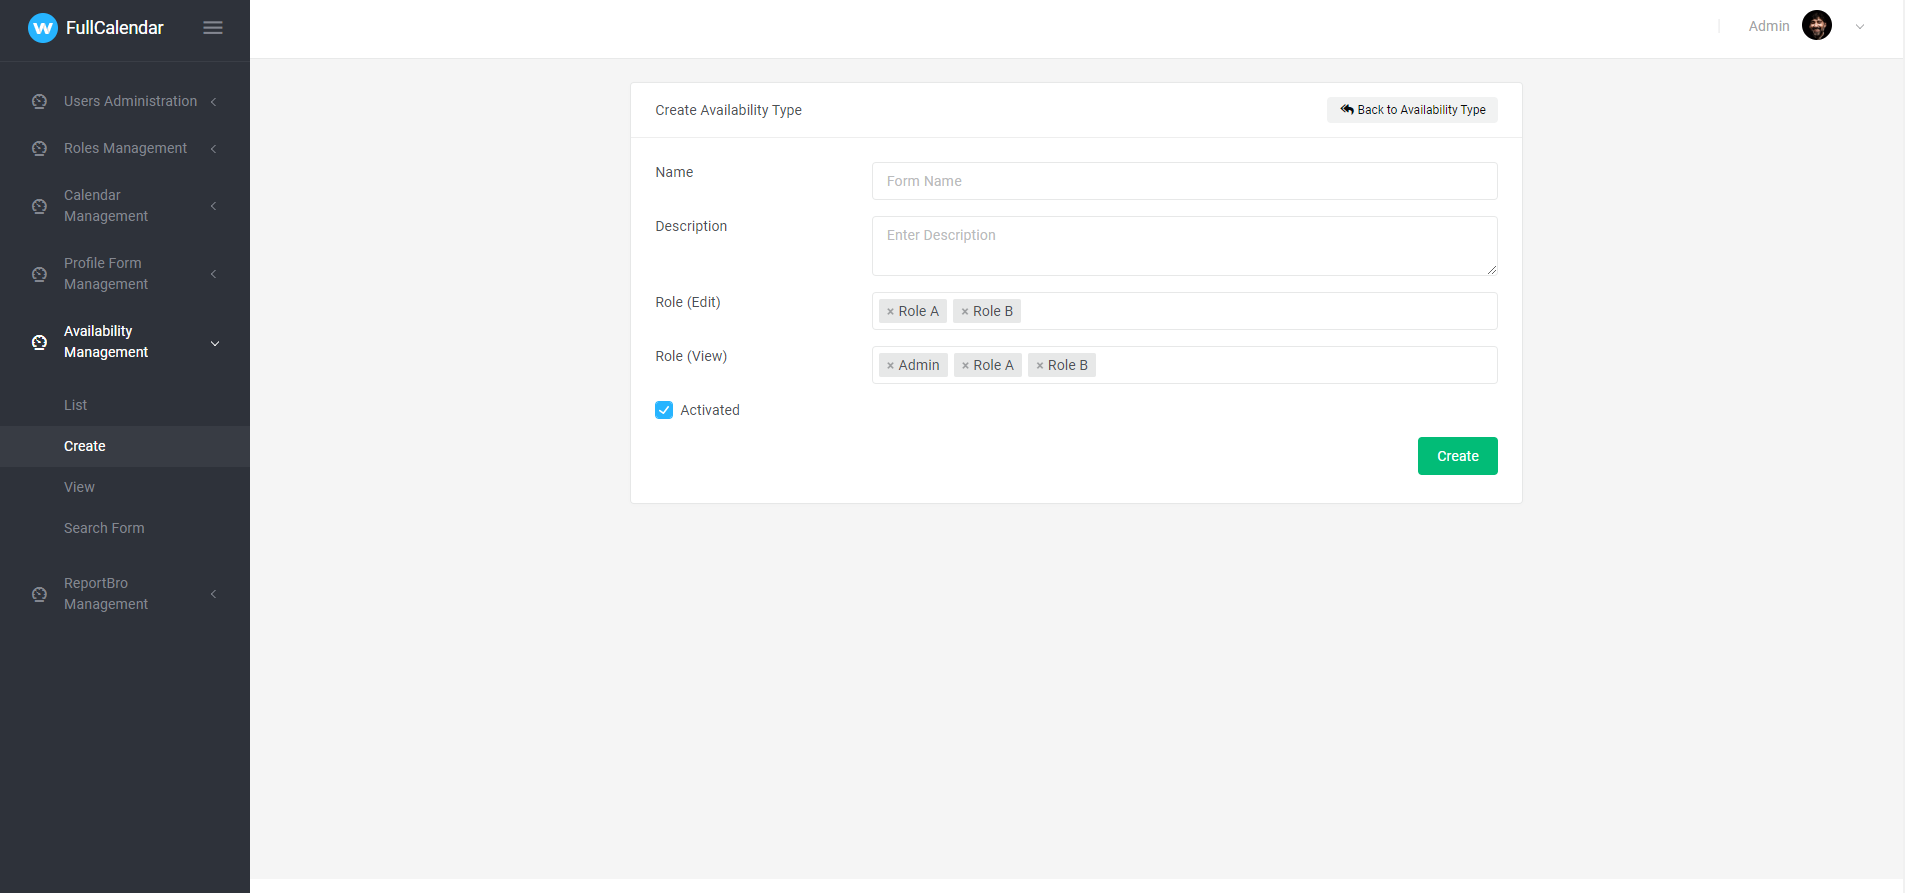 FullCalendar
Admin
Users Administration
Roles Management
Calendar
Management
Profile Form
Management
Availability
Management
List
Create
View
Search Form
ReportBro
Management
Create Availability Type
Back to Availability Type
Name
Form Name
Description
Enter Description
Role (Edit)
× Role A × Role B
Role (View)
× Admin × Role A × Role B
Activated
Create